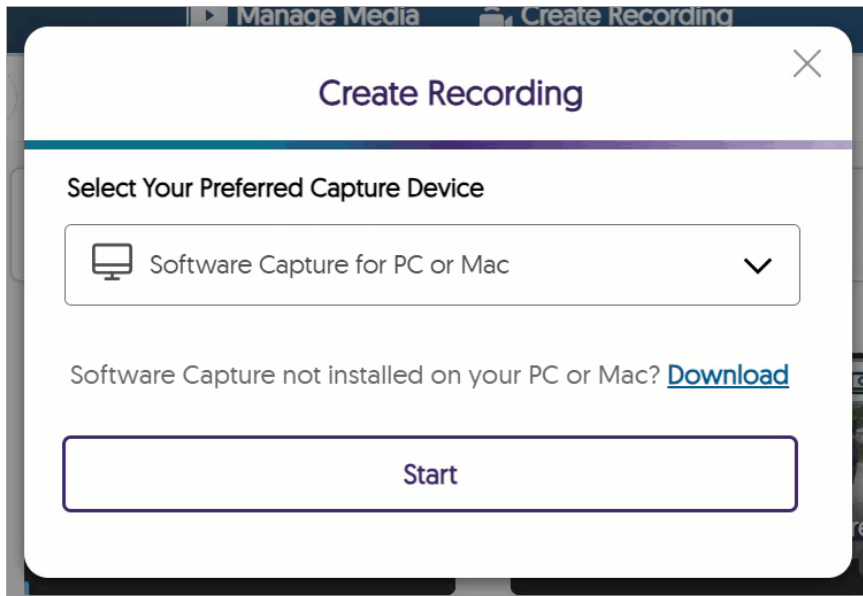 Manage Media
Create Recording
Create Recording
Select Your Preferred Capture Device
Software Capture for PC or Mac
Software Capture not installed on your PC or Mac? Download
Start